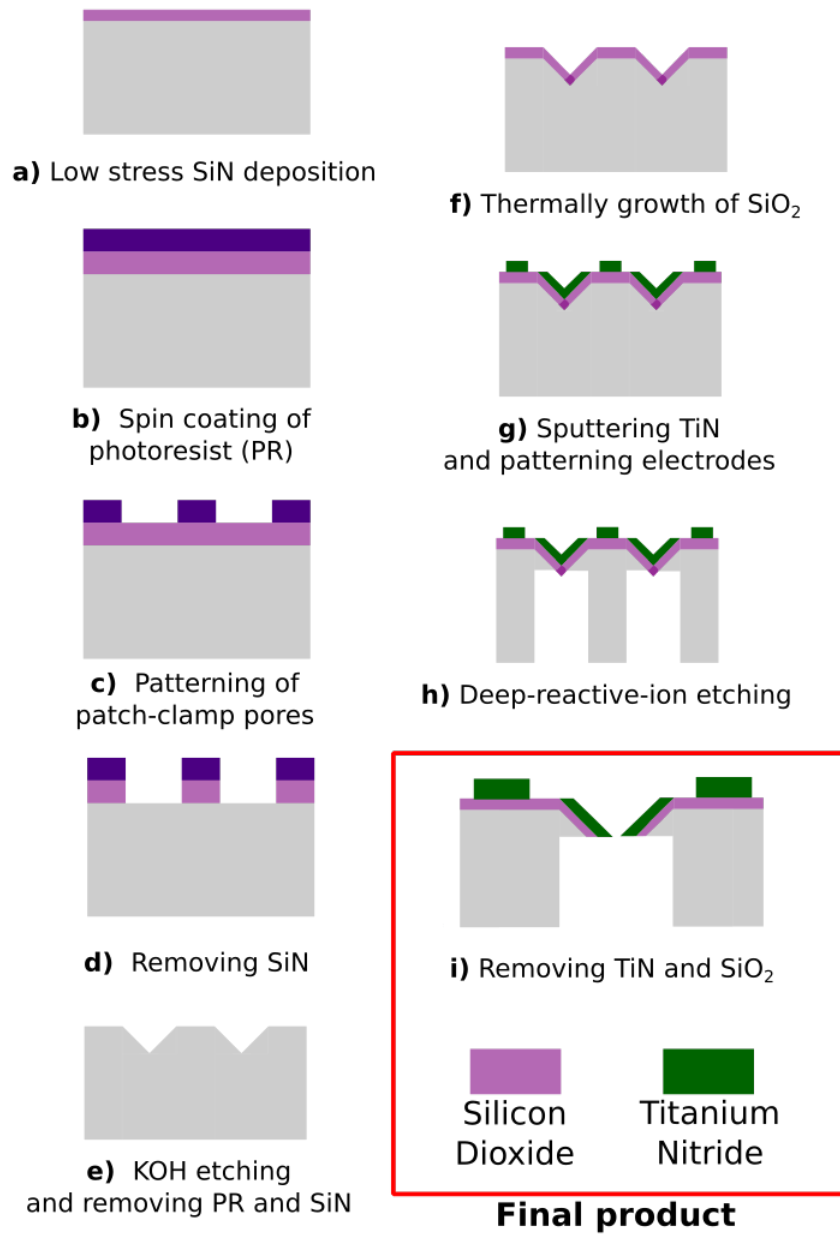 a) Low stress SiN deposition
b) Spin coating of
photoresist (PR)
c) Patterning of
patch-clamp pores
d) Removing SiN
e) KOH etching
and removing PR and SiN
f) Thermally growth of SiO₂
g) Sputtering TiN
and patterning electrodes
h) Deep-reactive-ion etching
i) Removing TiN and SiO₂
Silicon
Dioxide
Titanium
Nitride
Final product